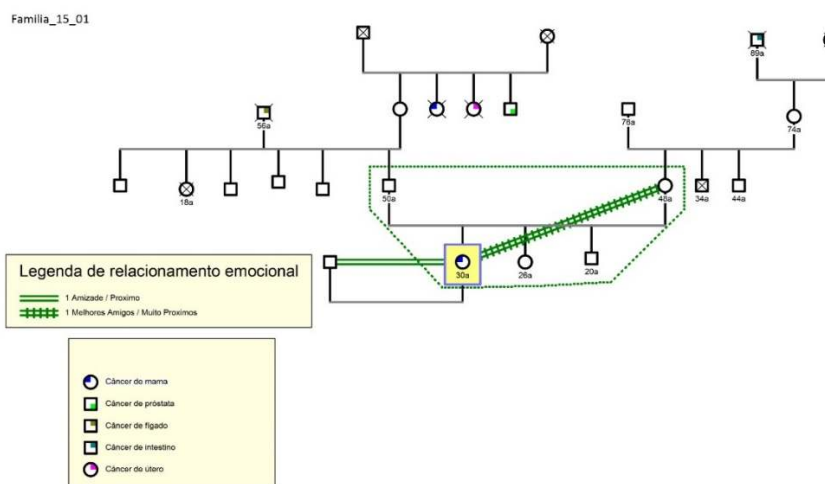 Familia_15_01
89a
56a
76a
74a
18a
50a
48a
34a
44a
30a
26a
20a
Legenda de relacionamento emocional
1 Amizade / Proximo
1 Melhores Amigos / Muito Proximos
Câncer de mama
Câncer de próstata
Câncer de fígado
Câncer de intestino
Câncer de útero